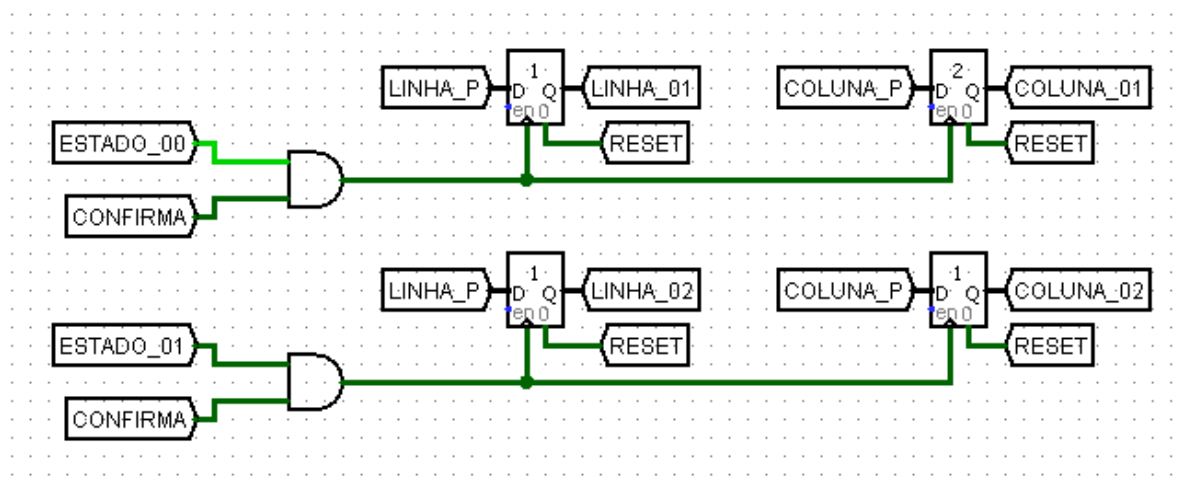 LINHA_P
1
D Q
en 0
LINHA_01
RESET
COLUNA_P
2
D Q
en 0
COLUNA_01
RESET
ESTADO_00
CONFIRMA
LINHA_P
1
D Q
en 0
LINHA_02
RESET
COLUNA_P
1
D Q
en 0
COLUNA_02
RESET
ESTADO_01
CONFIRMA